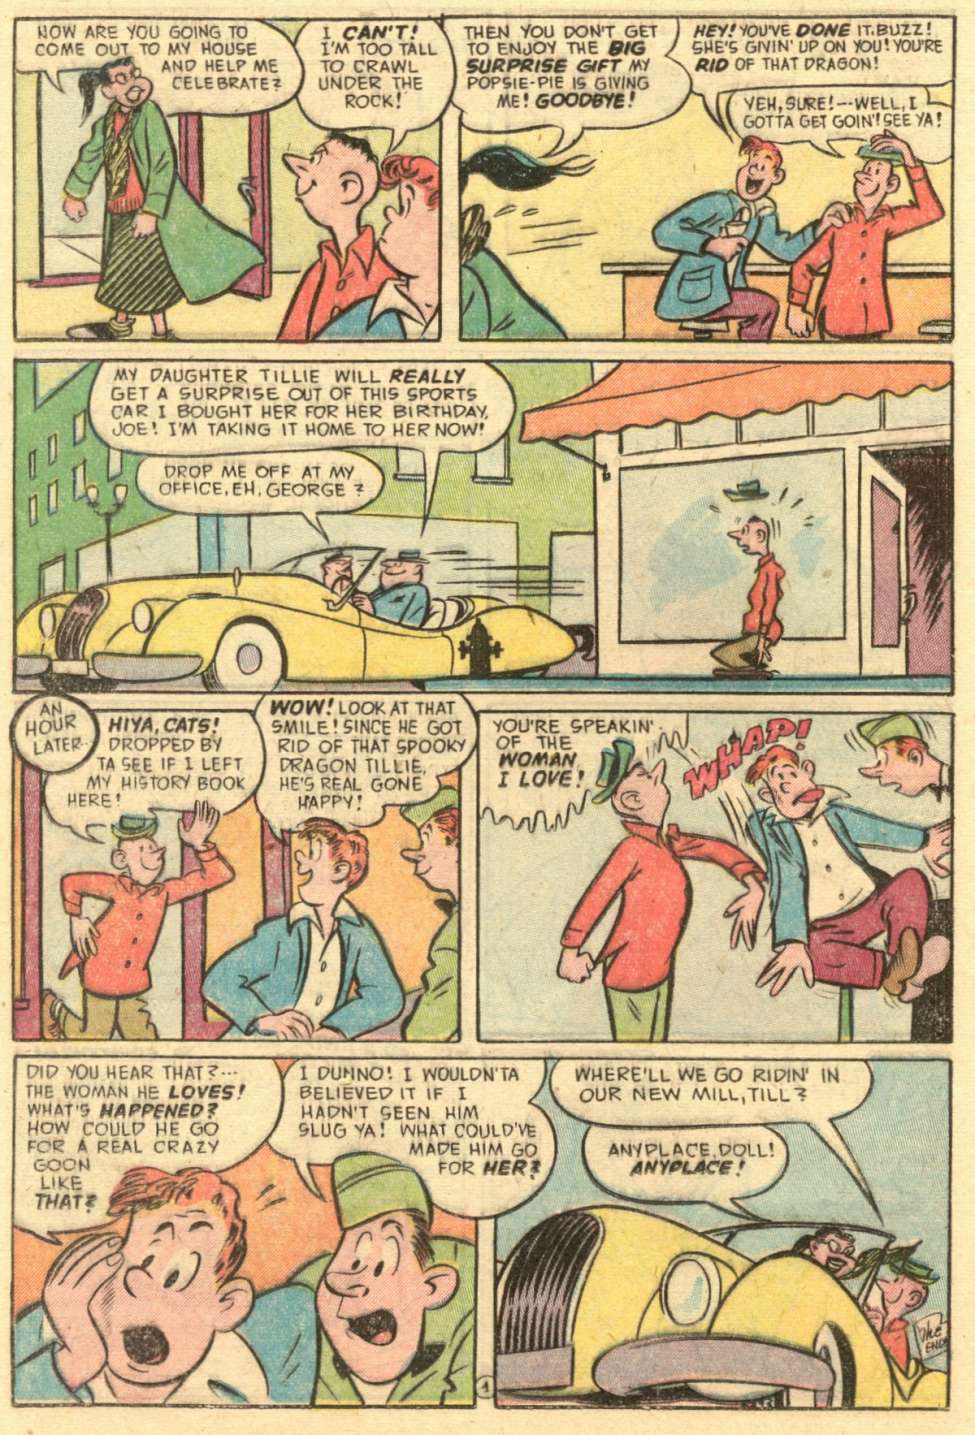 NOW ARE YOU GOING TO
COME OUT TO MY HOUSE
AND HELP ME
CELEBRATE?
I CAN'T!
I'M TOO TALL
TO CRAWL
UNDER THE
ROCK!
THEN YOU DON'T GET
TO ENJOY THE BIG
SURPRISE GIFT MY
POPSIE-PIE IS GIVING
ME! GOODBYE!
HEY! YOU'VE DONE IT, BUZZ!
SHE'S GIVIN' UP ON YOU! YOU'RE
RID OF THAT DRAGON!
YEH, SURE!--WELL, I
GOTTA GET GOIN'! SEE YA!
MY DAUGHTER TILLIE WILL REALLY
GET A SURPRISE OUT OF THIS SPORTS
CAR I BOUGHT HER FOR HER BIRTHDAY,
JOE! I'M TAKING IT HOME TO HER NOW!
DROP ME OFF AT MY
OFFICE, EH, GEORGE?
AN
HOUR
LATER--
HIYA, CATS!
DROPPED BY
TA SEE IF I LEFT
MY HISTORY BOOK
HERE!
WOW! LOOK AT THAT
SMILE! SINCE HE GOT
RID OF THAT SPOOKY
DRAGON TILLIE,
HE'S REAL GONE
HAPPY!
YOU'RE SPEAKIN'
OF THE
WOMAN
I LOVE!
WHAP!
DID YOU HEAR THAT?---
THE WOMAN HE LOVES!
WHAT'S HAPPENED?
HOW COULD HE GO
FOR A REAL CRAZY
GOON
LIKE
THAT?
I DUNNO! I WOULDN'TA
BELIEVED IT IF I
HADN'T SEEN HIM
SLUG YA! WHAT COULD'VE
MADE HIM GO
FOR HER?
WHERE'LL WE GO RIDIN' IN
OUR NEW MILL, TILL?
ANYPLACE, DOLL!
ANYPLACE!
The
END
4